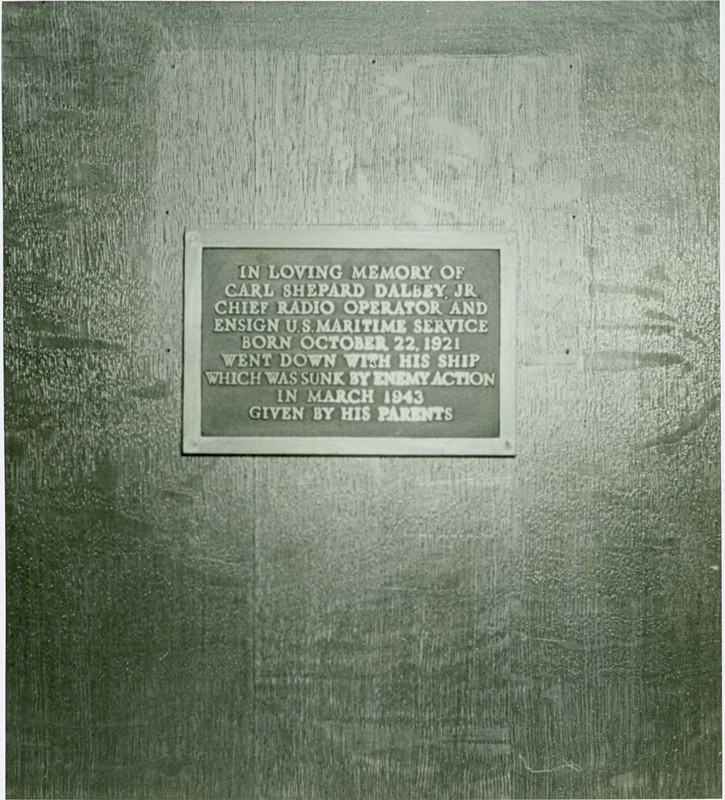 IN LOVING MEMORY OF
CARL SHEPARD DALBEY, JR.
CHIEF RADIO OPERATOR AND
ENSIGN U.S. MARITIME SERVICE
BORN OCTOBER 22, 1921
WENT DOWN WITH HIS SHIP
WHICH WAS SUNK BY ENEMY ACTION
IN MARCH 1943
GIVEN BY HIS PARENTS